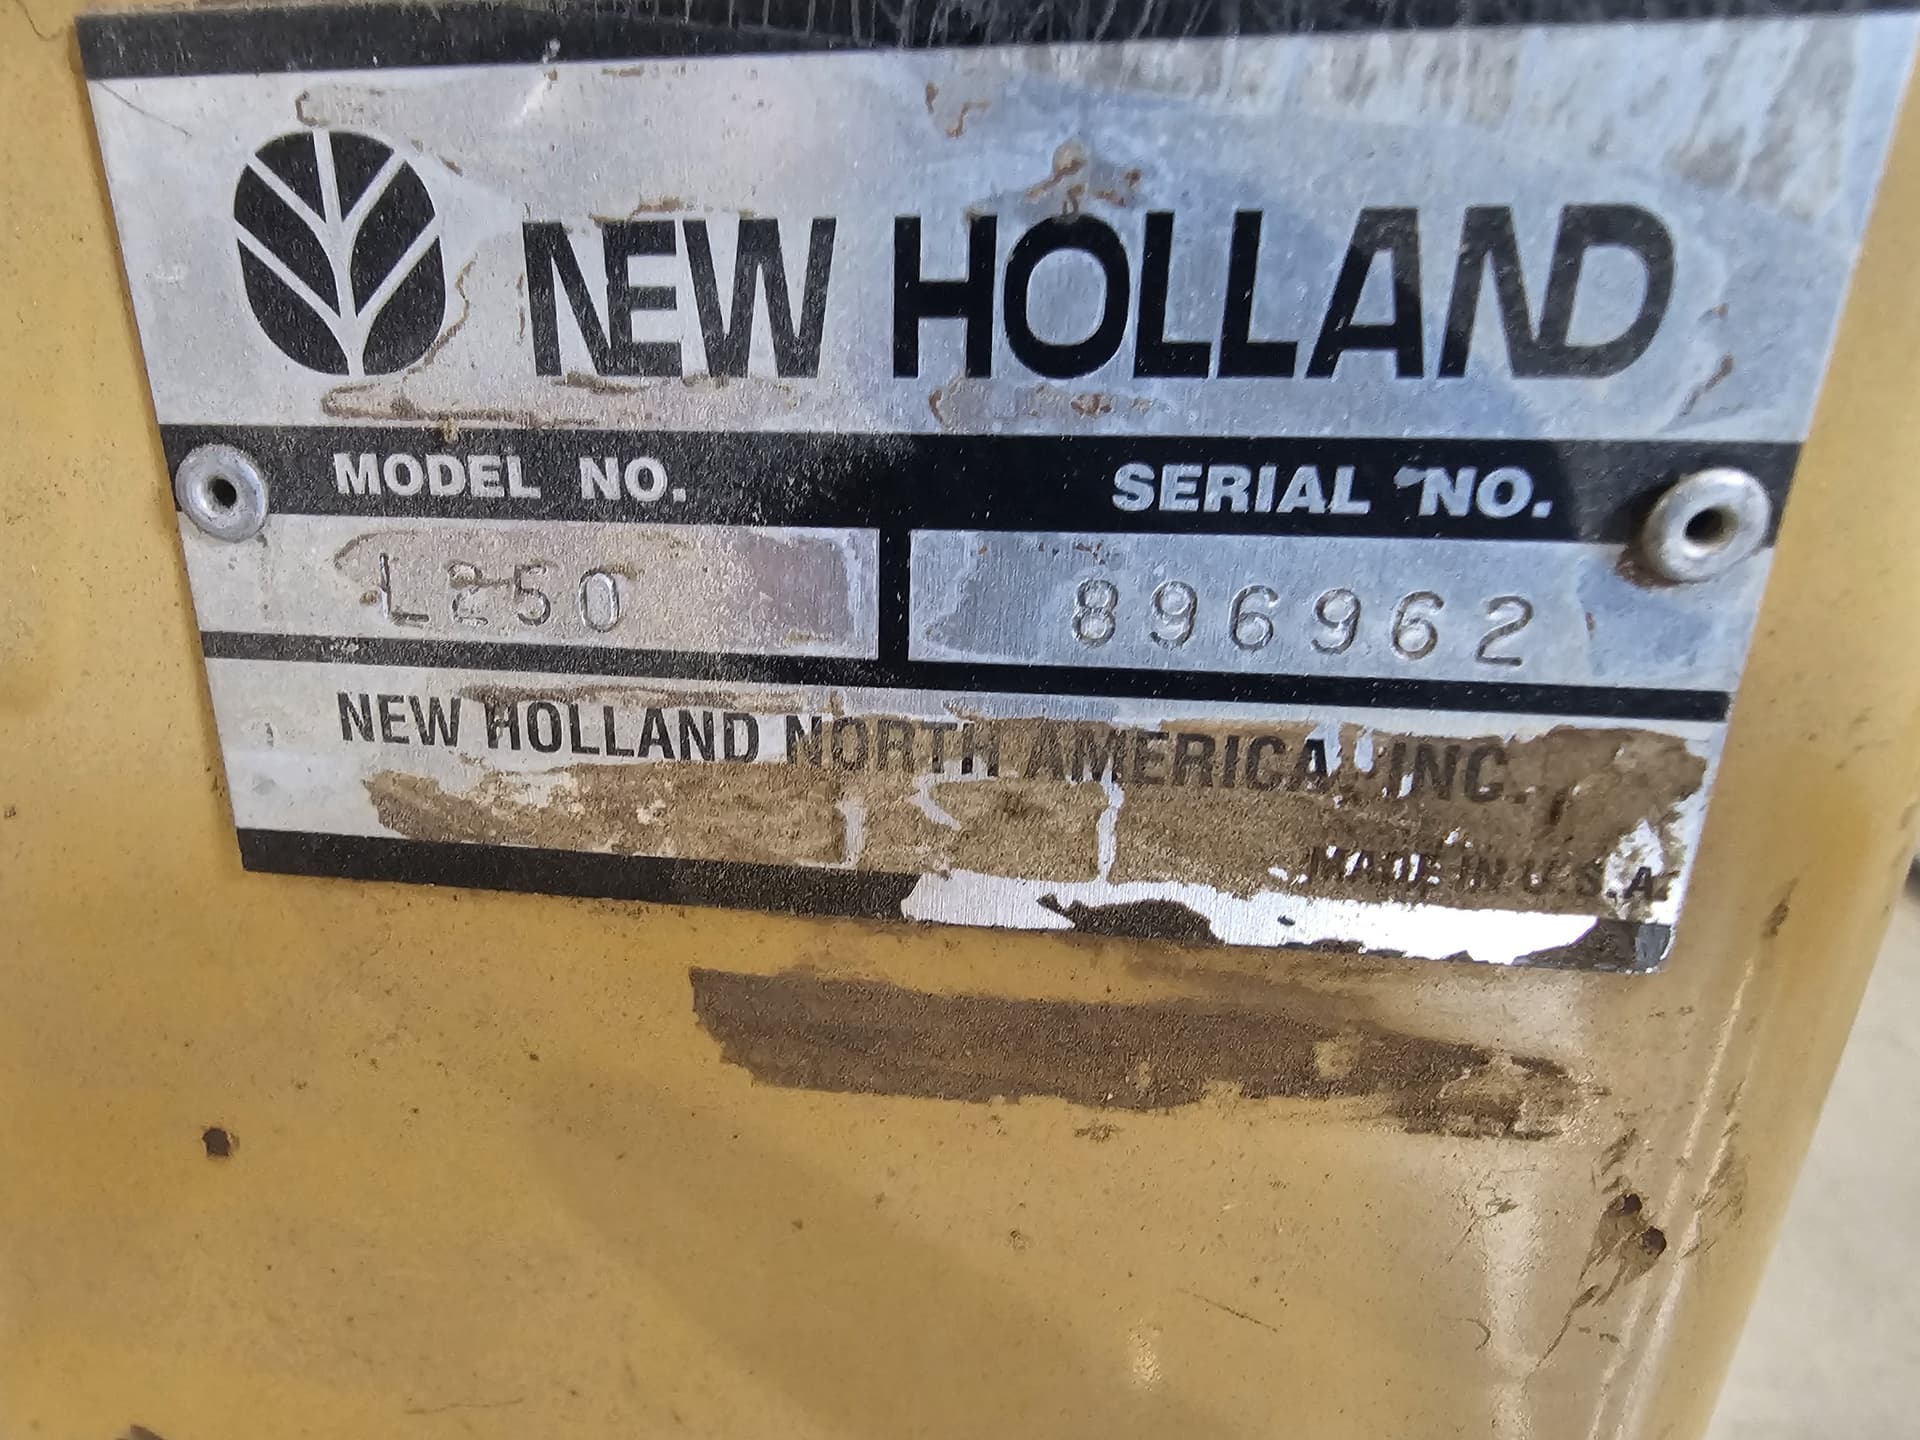 NEW HOLLAND
MODEL NO. SERIAL NO.
L250 896962
NEW HOLLAND NORTH AMERICA, INC.
MADE IN U.S.A.